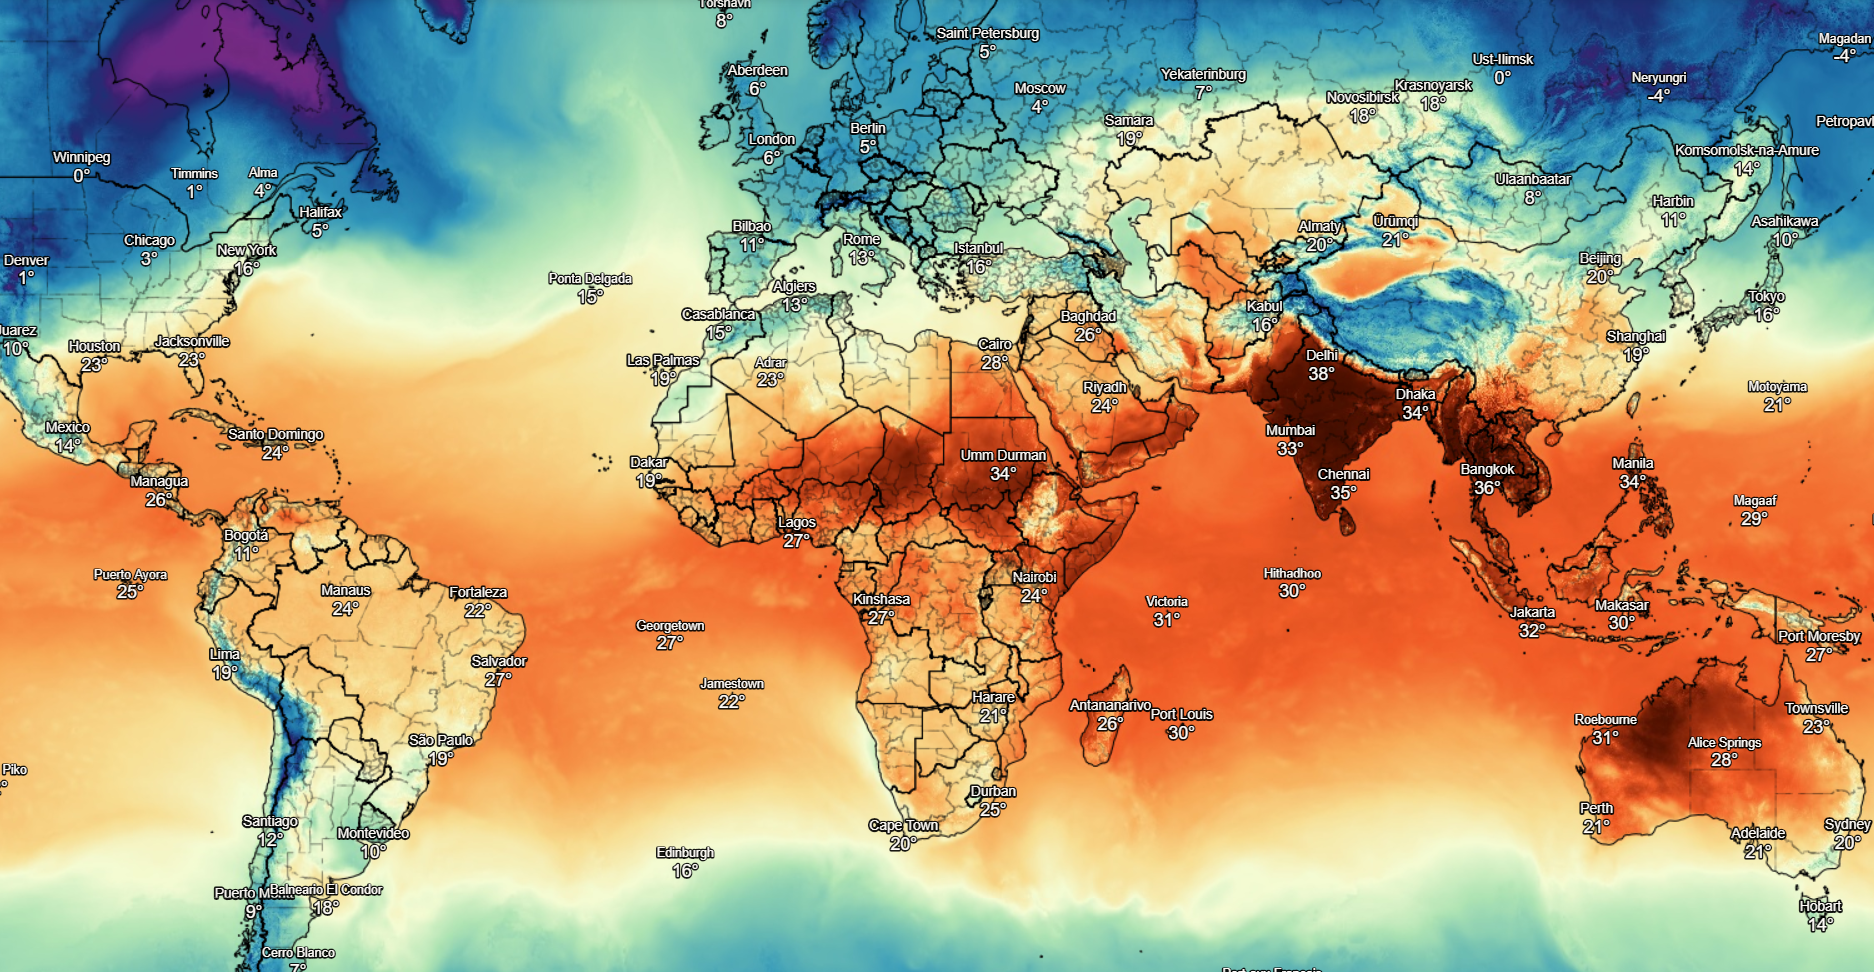 Tórshavn
8°
Saint Petersburg
5°
Magadan
-4°
Aberdeen
6°
Yekaterinburg
7°
Ust-Ilimsk
0°
Neryungri
-4°
Moscow
4°
Novosibirsk
18°
Krasnoyarsk
18°
Samara
19°
Petropavl
Berlin
5°
London
6°
Winnipeg
0°
Timmins
1°
Alma
4°
Komsomolsk-na-Amure
14°
Ulaanbaatar
8°
Harbin
11°
Halifax
5°
Asahikawa
10°
Chicago
3°
New York
16°
Bilbao
11°
Rome
13°
Istanbul
16°
Almaty
20°
Ürümqi
21°
Denver
1°
Beijing
20°
Ponta Delgada
15°
Algiers
13°
Tokyo
16°
Casablanca
15°
Baghdad
26°
Kabul
16°
Juarez
10°
Houston
23°
Jacksonville
23°
Shanghai
19°
Cairo
28°
Las Palmas
19°
Adrar
23°
Delhi
38°
Riyadh
24°
Dhaka
34°
Motoyama
21°
Mexico
14°
Santo Domingo
24°
Mumbai
33°
Umm Durman
34°
Dakar
19°
Chennai
35°
Bangkok
36°
Manila
34°
Managua
26°
Magaaf
29°
Lagos
27°
Bogotá
11°
Puerto Ayora
25°
Manaus
24°
Fortaleza
22°
Nairobi
24°
Hithadhoo
30°
Kinshasa
27°
Victoria
31°
Jakarta
32°
Makasar
30°
Georgetown
27°
Port Moresby
27°
Lima
19°
Salvador
27°
Jamestown
22°
Harare
21°
Antananarivo
26°
Port Louis
30°
Roebourne
31°
Townsville
23°
São Paulo
19°
Alice Springs
28°
Piko
°
Durban
25°
Perth
21°
Santiago
12°
Montevideo
10°
Cape Town
20°
Adelaide
21°
Sydney
20°
Edinburgh
16°
Puerto
9°
Balneario El Condor
18°
Hobart
14°
Cerro Blanco
7°